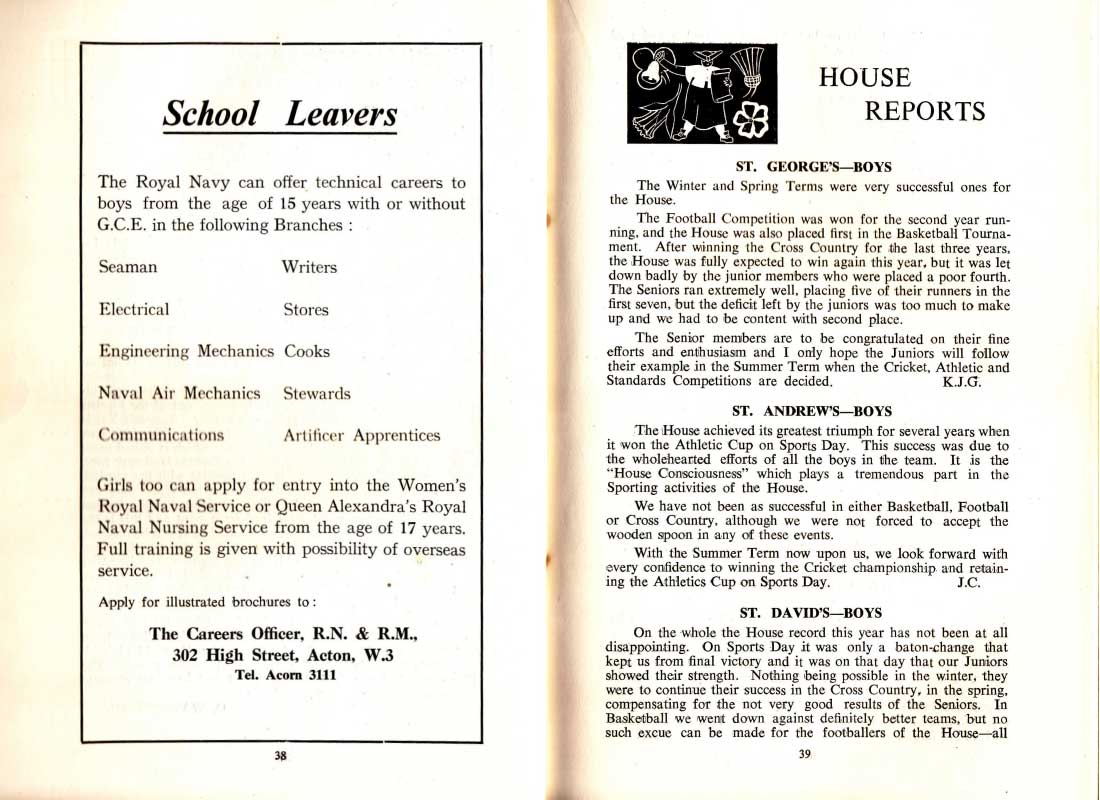 School Leavers
The Royal Navy can offer technical careers to
boys from the age of 15 years with or without
G.C.E. in the following Branches :
Seaman Writers
Electrical Stores
Engineering Mechanics Cooks
Naval Air Mechanics Stewards
Communications Artificer Apprentices
Girls too can apply for entry into the Women's
Royal Naval Service or Queen Alexandra's Royal
Naval Nursing Service from the age of 17 years.
Full training is given with possibility of overseas
service.
Apply for illustrated brochures to :
The Careers Officer, R.N. & R.M.,
302 High Street, Acton, W.3
Tel. Acorn 3111
38
HOUSE
REPORTS
ST. GEORGE'S—BOYS
The Winter and Spring Terms were very successful ones for
the House.
The Football Competition was won for the second year run-
ning, and the House was also placed first in the Basketball Tourna-
ment. After winning the Cross Country for the last three years,
the House was fully expected to win again this year, but it was let
down badly by the junior members who were placed a poor fourth.
The Seniors ran extremely well, placing five of their runners in the
first seven, but the deficit left by the juniors was too much to make
up and we had to be content with second place.
The Senior members are to be congratulated on their fine
efforts and enthusiasm and I only hope the Juniors will follow
their example in the Summer Term when the Cricket, Athletic and
Standards Competitions are decided. K.J.G.
ST. ANDREW'S—BOYS
The House achieved its greatest triumph for several years when
it won the Athletic Cup on Sports Day. This success was due to
the wholehearted efforts of all the boys in the team. It is the
"House Consciousness" which plays a tremendous part in the
Sporting activities of the House.
We have not been as successful in either Basketball, Football
or Cross Country, although we were not forced to accept the
wooden spoon in any of these events.
With the Summer Term now upon us, we look forward with
every confidence to winning the Cricket championship and retain-
ing the Athletics Cup on Sports Day. J.C.
ST. DAVID'S—BOYS
On the whole the House record this year has not been at all
disappointing. On Sports Day it was only a baton-change that
kept us from final victory and it was on that day that our Juniors
showed their strength. Nothing being possible in the winter, they
were to continue their success in the Cross Country, in the spring,
compensating for the not very good results of the Seniors. In
Basketball we went down against definitely better teams, but no
such excue can be made for the footballers of the House—all
39